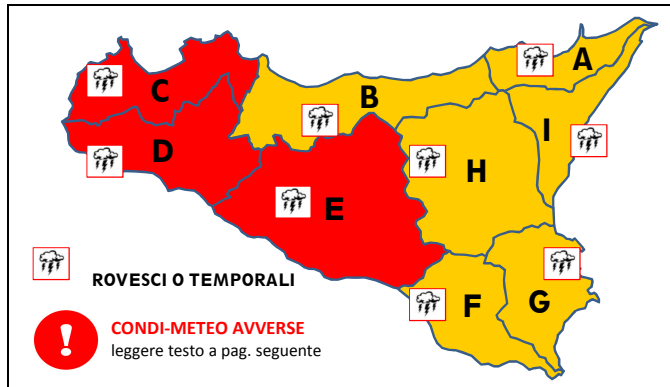 A
C
B
I
D
H
E
ROVESCI O TEMPORALI
F
G
!
CONDI-METEO AVVERSE
leggere testo a pag. seguente